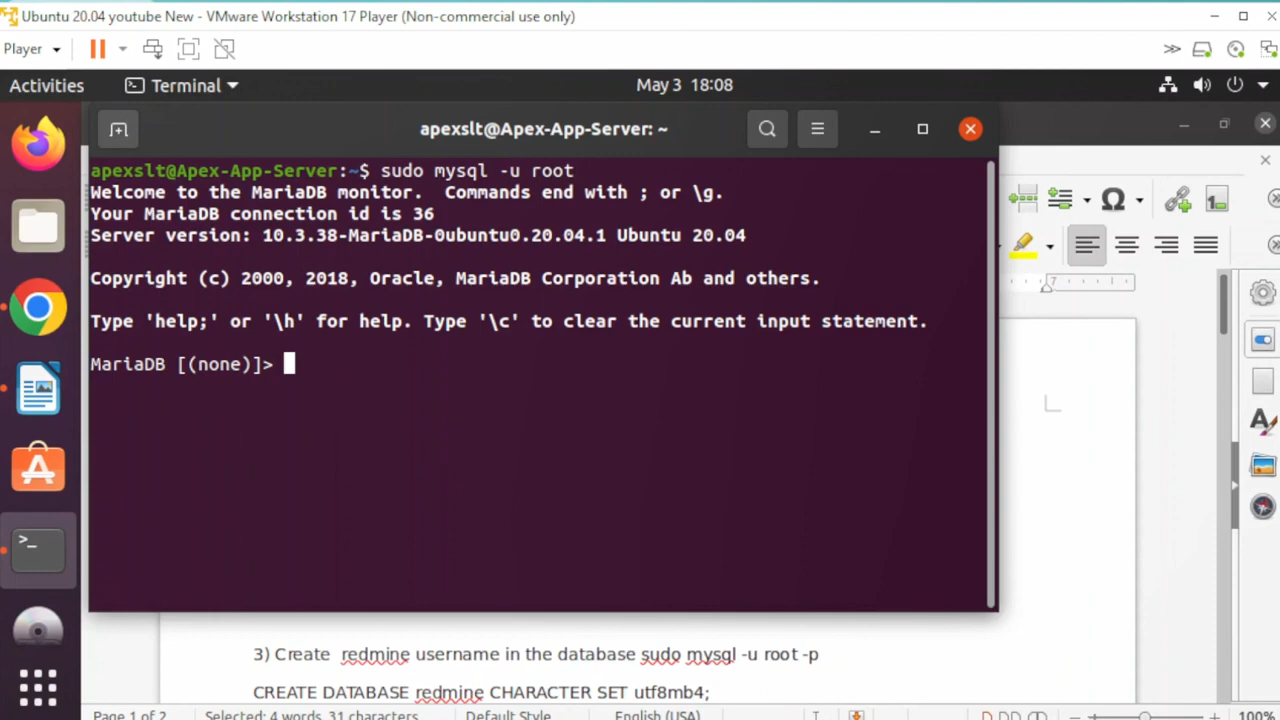 Ubuntu 20.04 youtube New - VMware Workstation 17 Player (Non-commercial use only)
Player
Activities
Terminal
May 3 18:08
apexslt@Apex-App-Server: ~
apexslt@Apex-App-Server:~$ sudo mysql -u root
Welcome to the MariaDB monitor.  Commands end with ; or \g.
Your MariaDB connection id is 36
Server version: 10.3.38-MariaDB-0ubuntu0.20.04.1 Ubuntu 20.04
Copyright (c) 2000, 2018, Oracle, MariaDB Corporation Ab and others.
Type 'help;' or '\h' for help. Type '\c' to clear the current input statement.
MariaDB [(none)]>
7
3) Create  redmine username in the database sudo mysql -u root -p
CREATE DATABASE redmine CHARACTER SET utf8mb4;
Page 1 of 2 Selected: 4 words, 31 characters Default Style English (USA) 100%